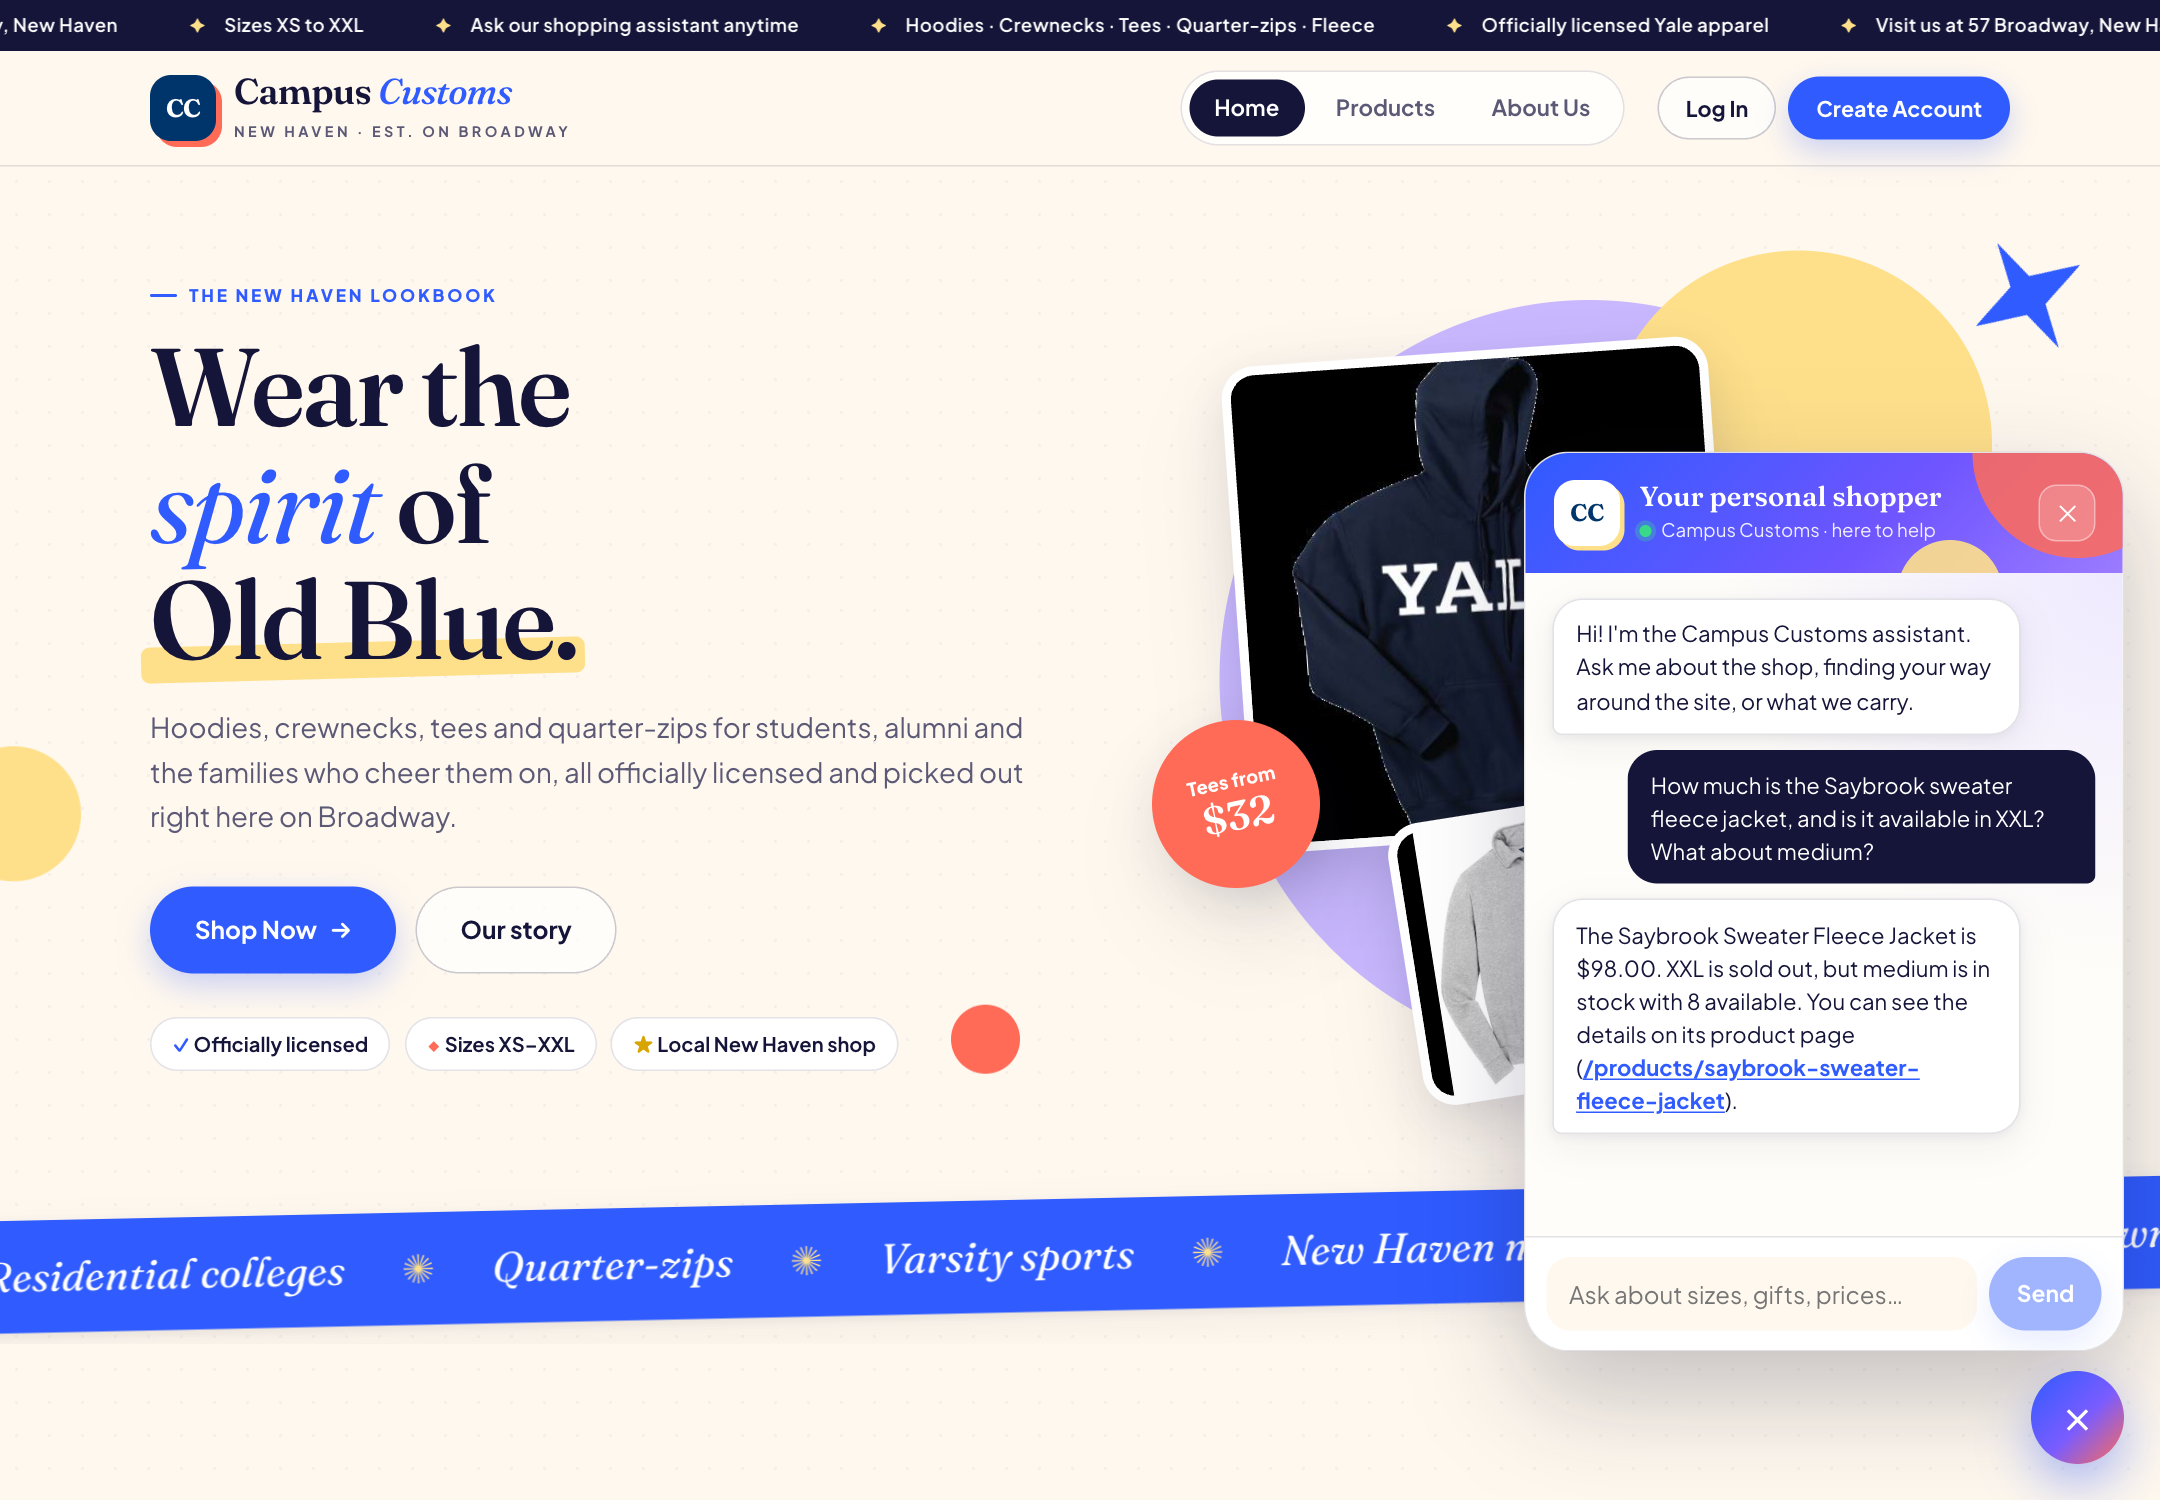 , New Haven ✦ Sizes XS to XXL ✦ Ask our shopping assistant anytime ✦ Hoodies · Crewnecks · Tees · Quarter-zips · Fleece ✦ Officially licensed Yale apparel ✦ Visit us at 57 Broadway, New H
CC
Campus Customs
NEW HAVEN · EST. ON BROADWAY
Home
Products
About Us
Log In
Create Account
THE NEW HAVEN LOOKBOOK
Wear the
spirit of
Old Blue.
Hoodies, crewnecks, tees and quarter-zips for students, alumni and
the families who cheer them on, all officially licensed and picked out
right here on Broadway.
Shop Now →
Our story
✓ Officially licensed
◆ Sizes XS–XXL
★ Local New Haven shop
YAL
Tees from
$32
CC
Your personal shopper
Campus Customs · here to help
×
Hi! I'm the Campus Customs assistant.
Ask me about the shop, finding your way
around the site, or what we carry.
How much is the Saybrook sweater
fleece jacket, and is it available in XXL?
What about medium?
The Saybrook Sweater Fleece Jacket is
$98.00. XXL is sold out, but medium is in
stock with 8 available. You can see the
details on its product page
(/products/saybrook-sweater-
fleece-jacket).
Residential colleges
Quarter-zips
Varsity sports
New Haven
Ask about sizes, gifts, prices…
Send
×